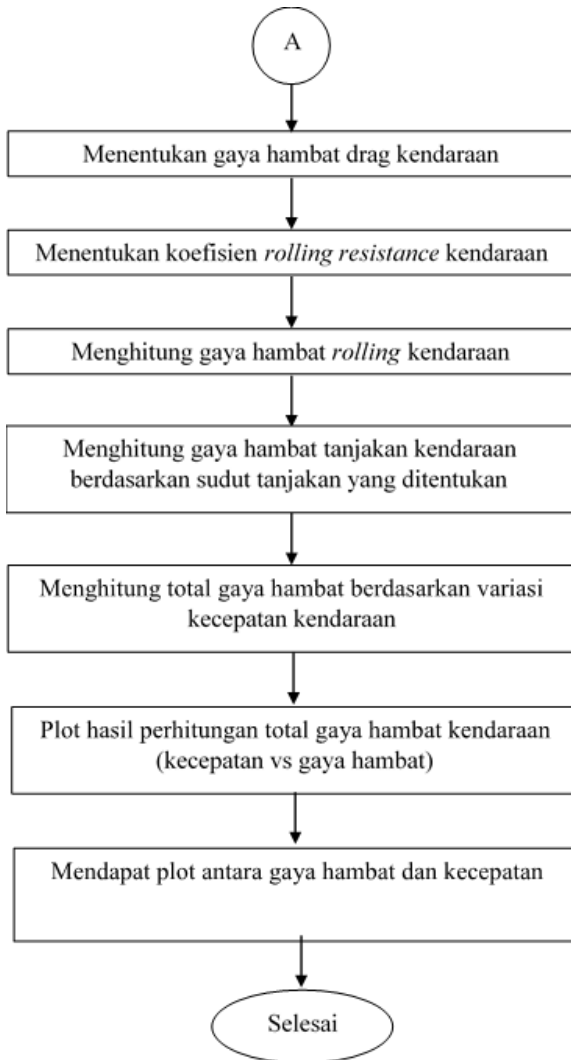 A
Menentukan gaya hambat drag kendaraan
Menentukan koefisien rolling resistance kendaraan
Menghitung gaya hambat rolling kendaraan
Menghitung gaya hambat tanjakan kendaraan
berdasarkan sudut tanjakan yang ditentukan
Menghitung total gaya hambat berdasarkan variasi
kecepatan kendaraan
Plot hasil perhitungan total gaya hambat kendaraan
(kecepatan vs gaya hambat)
Mendapat plot antara gaya hambat dan kecepatan
Selesai